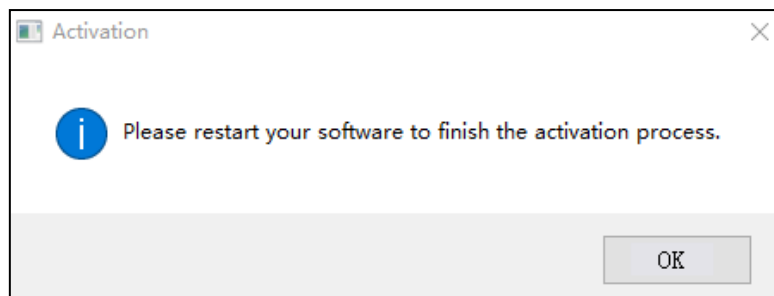 Activation
Please restart your software to finish the activation process.
OK